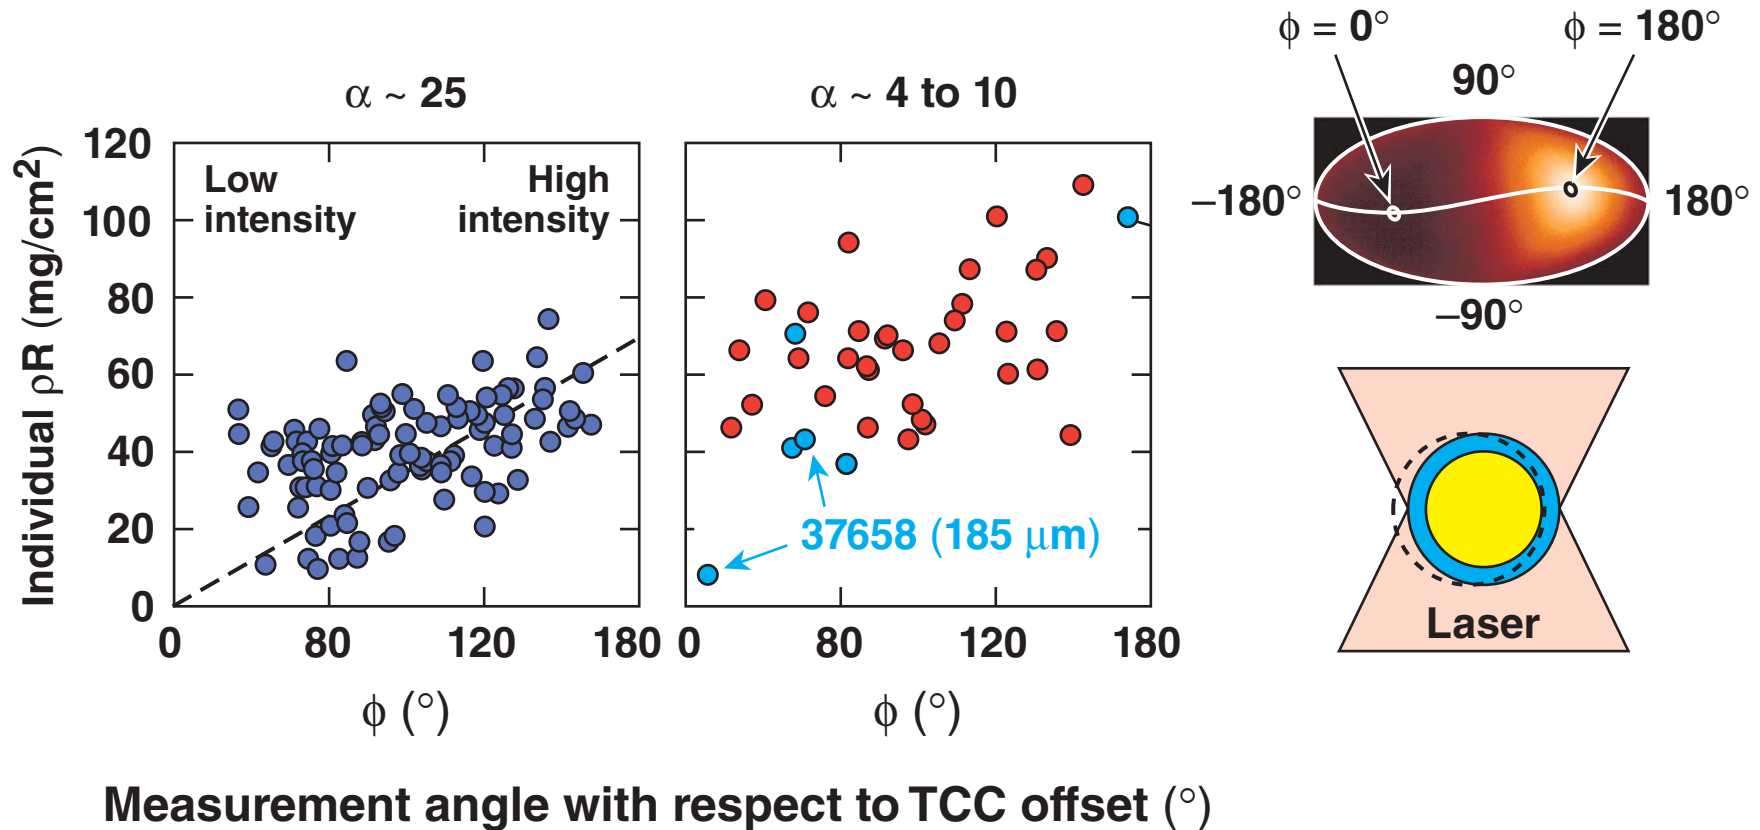 ϕ = 0°
ϕ = 180°
α ~ 25
α ~ 4 to 10
90°
–180°
180°
–90°
Individual ρR (mg/cm²)
120
100
80
60
40
20
0
Low intensity
High intensity
0
80
120
180
0
80
120
180
37658 (185 μm)
ϕ (°)
ϕ (°)
Laser
Measurement angle with respect to TCC offset (°)